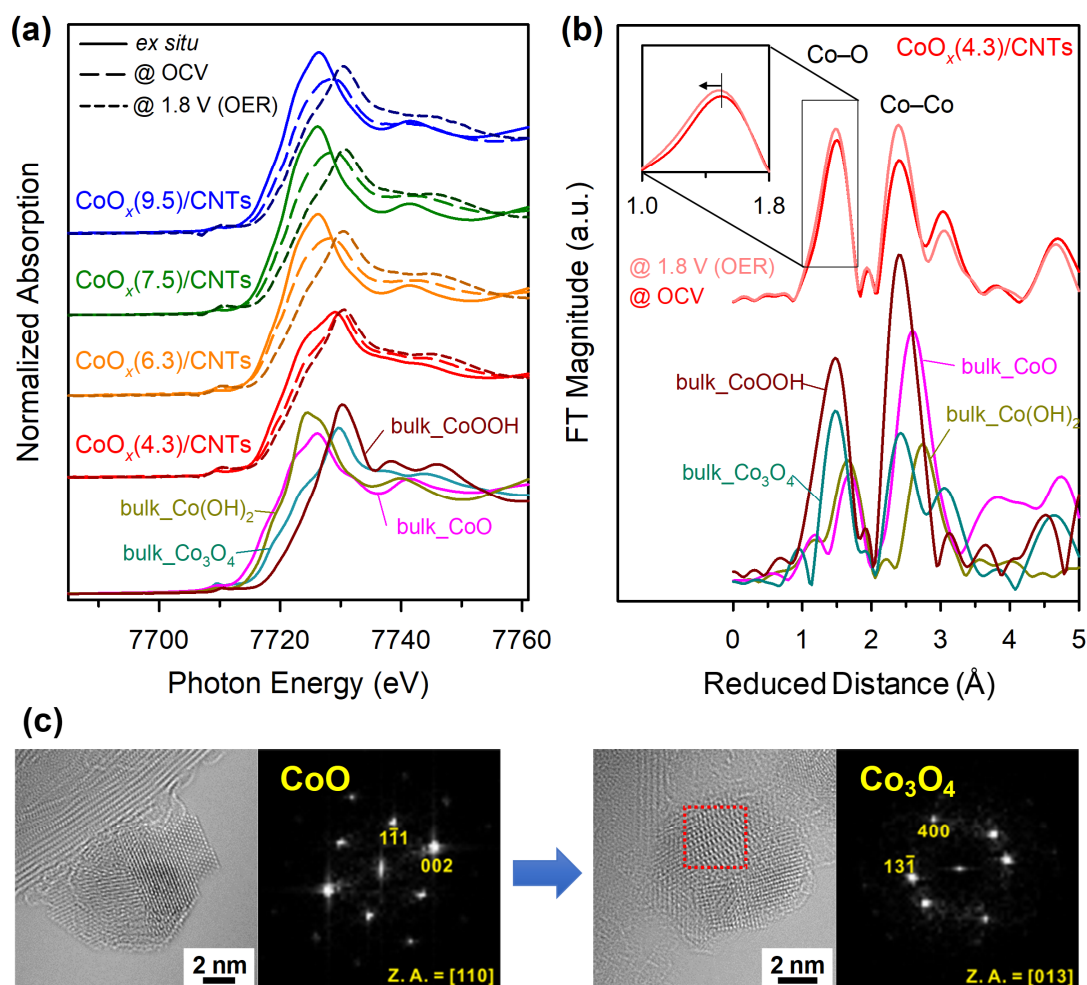 (a)
ex situ
@ OCV
@ 1.8 V (OER)
CoOₓ(9.5)/CNTs
CoOₓ(7.5)/CNTs
CoOₓ(6.3)/CNTs
CoOₓ(4.3)/CNTs
bulk_CoOOH
bulk_Co(OH)₂
bulk_CoO
bulk_Co₃O₄
Normalized Absorption
7700 7720 7740 7760
Photon Energy (eV)
(b)
Co–O
CoOₓ(4.3)/CNTs
Co–Co
1.0 1.8
@ 1.8 V (OER)
@ OCV
bulk_CoO
bulk_CoOOH
bulk_Co(OH)₂
bulk_Co₃O₄
FT Magnitude (a.u.)
0 1 2 3 4 5
Reduced Distance (Å)
(c)
CoO
11̅1
002
2 nm
Z. A. = [110]
Co₃O₄
400
131̅
2 nm
Z. A. = [013]